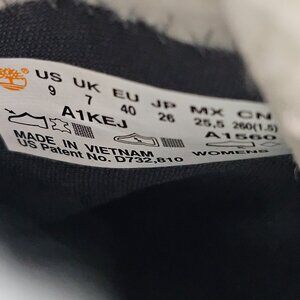 US UK EU JP MX CN
9 7 40 26 25,5 260(1.5)
A1KEJ A1560
MADE IN VIETNAM WOMENS
US Patent No. D732,810